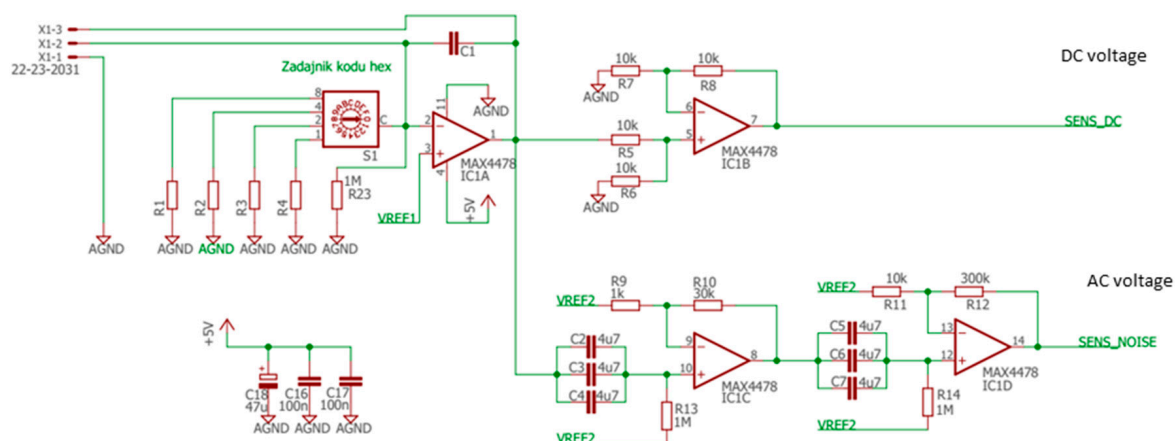 X1-3
X1-2
X1-1
22-23-2031
Zadajnik kodu hex
8
4
2
1
C
S1
R1
R2
R3
R4
1M
R23
AGND
AGND
AGND
AGND
AGND
AGND
C1
11
AGND
2
3
1
4
MAX4478
IC1A
VREF1
+5V
10k
R7
AGND
10k
R8
10k
R5
10k
R6
AGND
6
5
7
MAX4478
IC1B
DC voltage
SENS_DC
VREF2
R9
1k
R10
30k
C2
4u7
C3
4u7
C4
4u7
9
10
8
MAX4478
IC1C
R13
1M
VREF2
AC voltage
VREF2
10k
R11
300k
R12
C5
4u7
C6
4u7
C7
4u7
13
12
14
MAX4478
IC1D
R14
1M
VREF2
SENS_NOISE
+5V
+
C18
47u
C16
100n
C17
100n
AGND
AGND
AGND